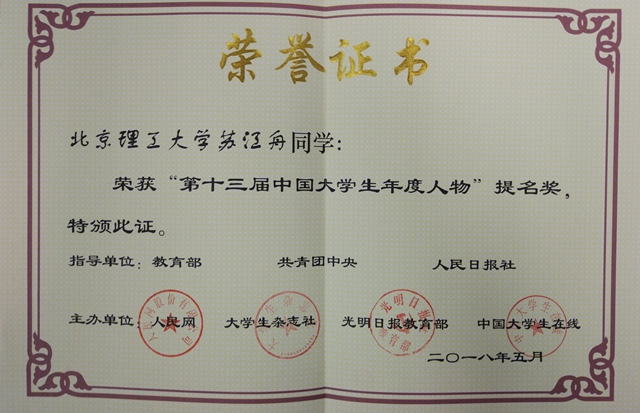 荣誉证书
北京理工大学苏江舟同学：
荣获“第十三届中国大学生年度人物”提名奖，
特颁此证。
指导单位：教育部 共青团中央 人民日报社
主办单位：人民网 大学生杂志社 光明日报教育部 中国大学生在线
二〇一八年五月